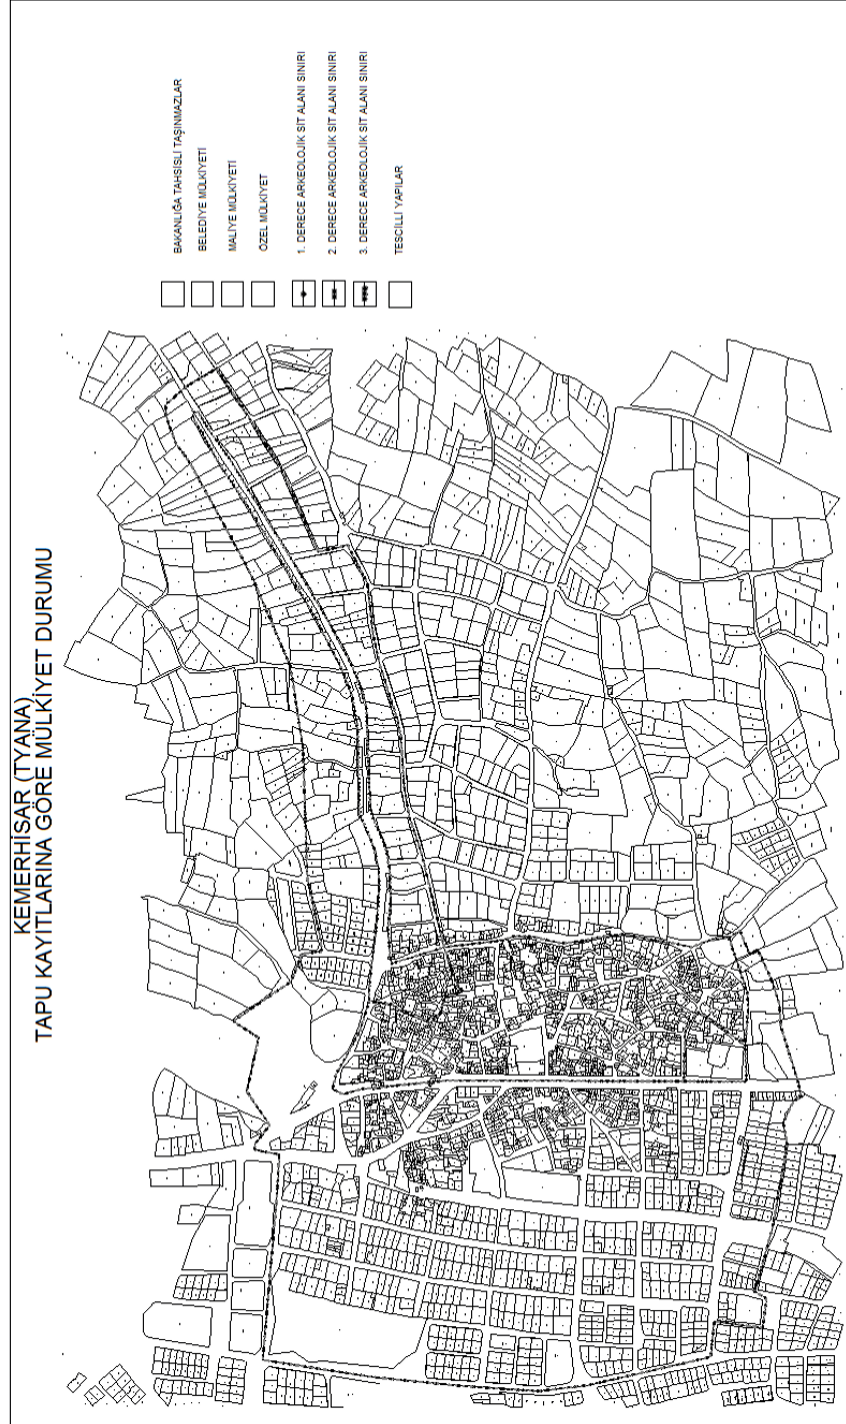 KEMERHİSAR (TYANA)
TAPU KAYITLARINA GÖRE MÜLKİYET DURUMU
BAKANLIĞA TAHSİSLİ TAŞINMAZLAR
BELEDİYE MÜLKİYETİ
MALİYE MÜLKİYETİ
ÖZEL MÜLKİYET
1. DERECE ARKEOLOJİK SİT ALANI SINIRI
2. DERECE ARKEOLOJİK SİT ALANI SINIRI
3. DERECE ARKEOLOJİK SİT ALANI SINIRI
TESCİLLİ YAPILAR